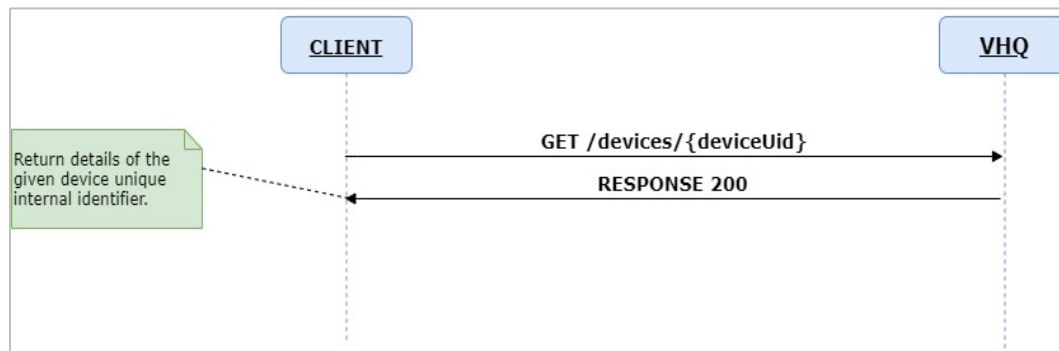 CLIENT
VHQ
GET /devices/{deviceUid}
Return details of the
given device unique
internal identifier.
RESPONSE 200